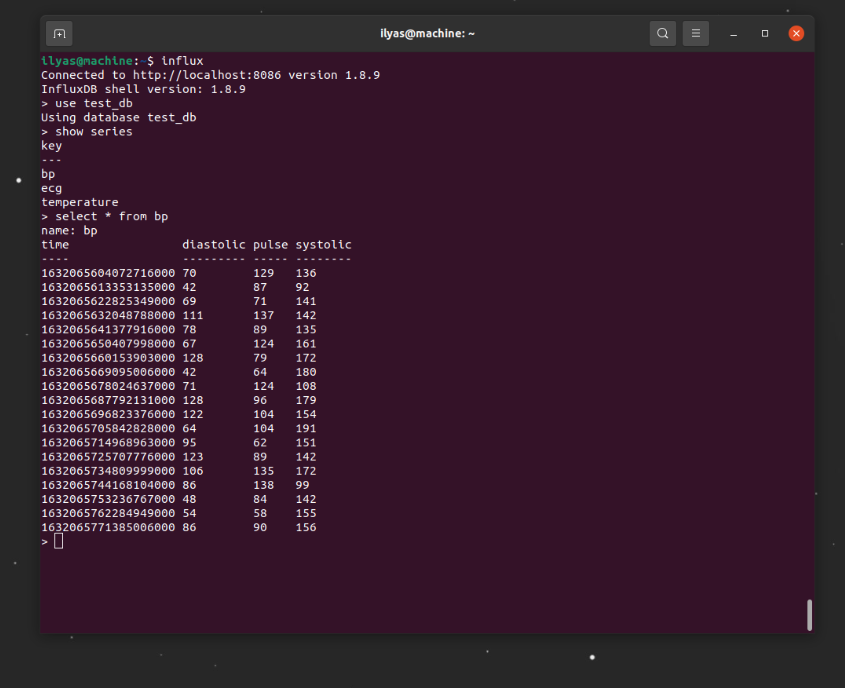 ilyas@machine: ~
ilyas@machine:~$ influx
Connected to http://localhost:8086 version 1.8.9
InfluxDB shell version: 1.8.9
> use test_db
Using database test_db
> show series
key
---
bp
ecg
temperature
> select * from bp
name: bp
time                diastolic pulse systolic
----                --------- ----- --------
1632065604072716000 70        129   136
1632065613353135000 42        87    92
1632065622825349000 69        71    141
1632065632048788000 111       137   142
1632065641377916000 78        89    135
1632065650407998000 67        124   161
1632065660153903000 128       79    172
1632065669095006000 42        64    180
1632065678024637000 71        124   108
1632065687792131000 128       96    179
1632065696823376000 122       104   154
1632065705842828000 64        104   191
1632065714968963000 95        62    151
1632065725707776000 123       89    142
1632065734809999000 106       135   172
1632065744168104000 86        138   99
1632065753236767000 48        84    142
1632065762284949000 54        58    155
1632065771385006000 86        90    156
>